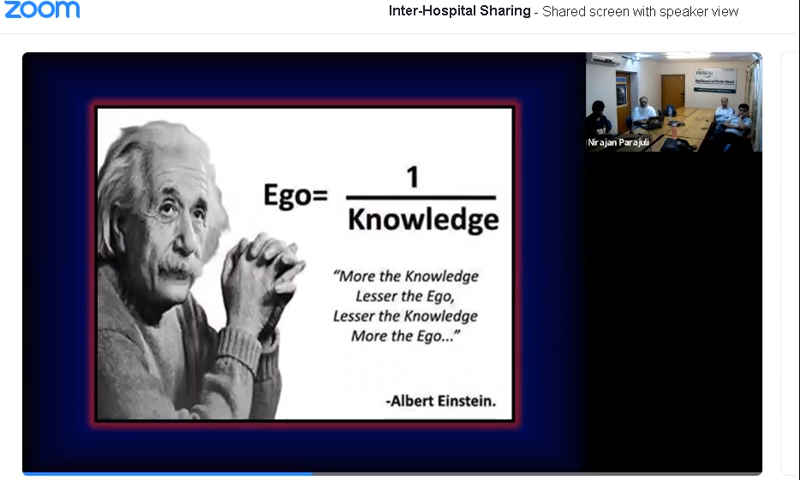 zoom
Inter-Hospital Sharing - Shared screen with speaker view
Ego=
1
Knowledge
“More the Knowledge
Lesser the Ego,
Lesser the Knowledge
More the Ego...”
-Albert Einstein.
Nirajan Parajuli